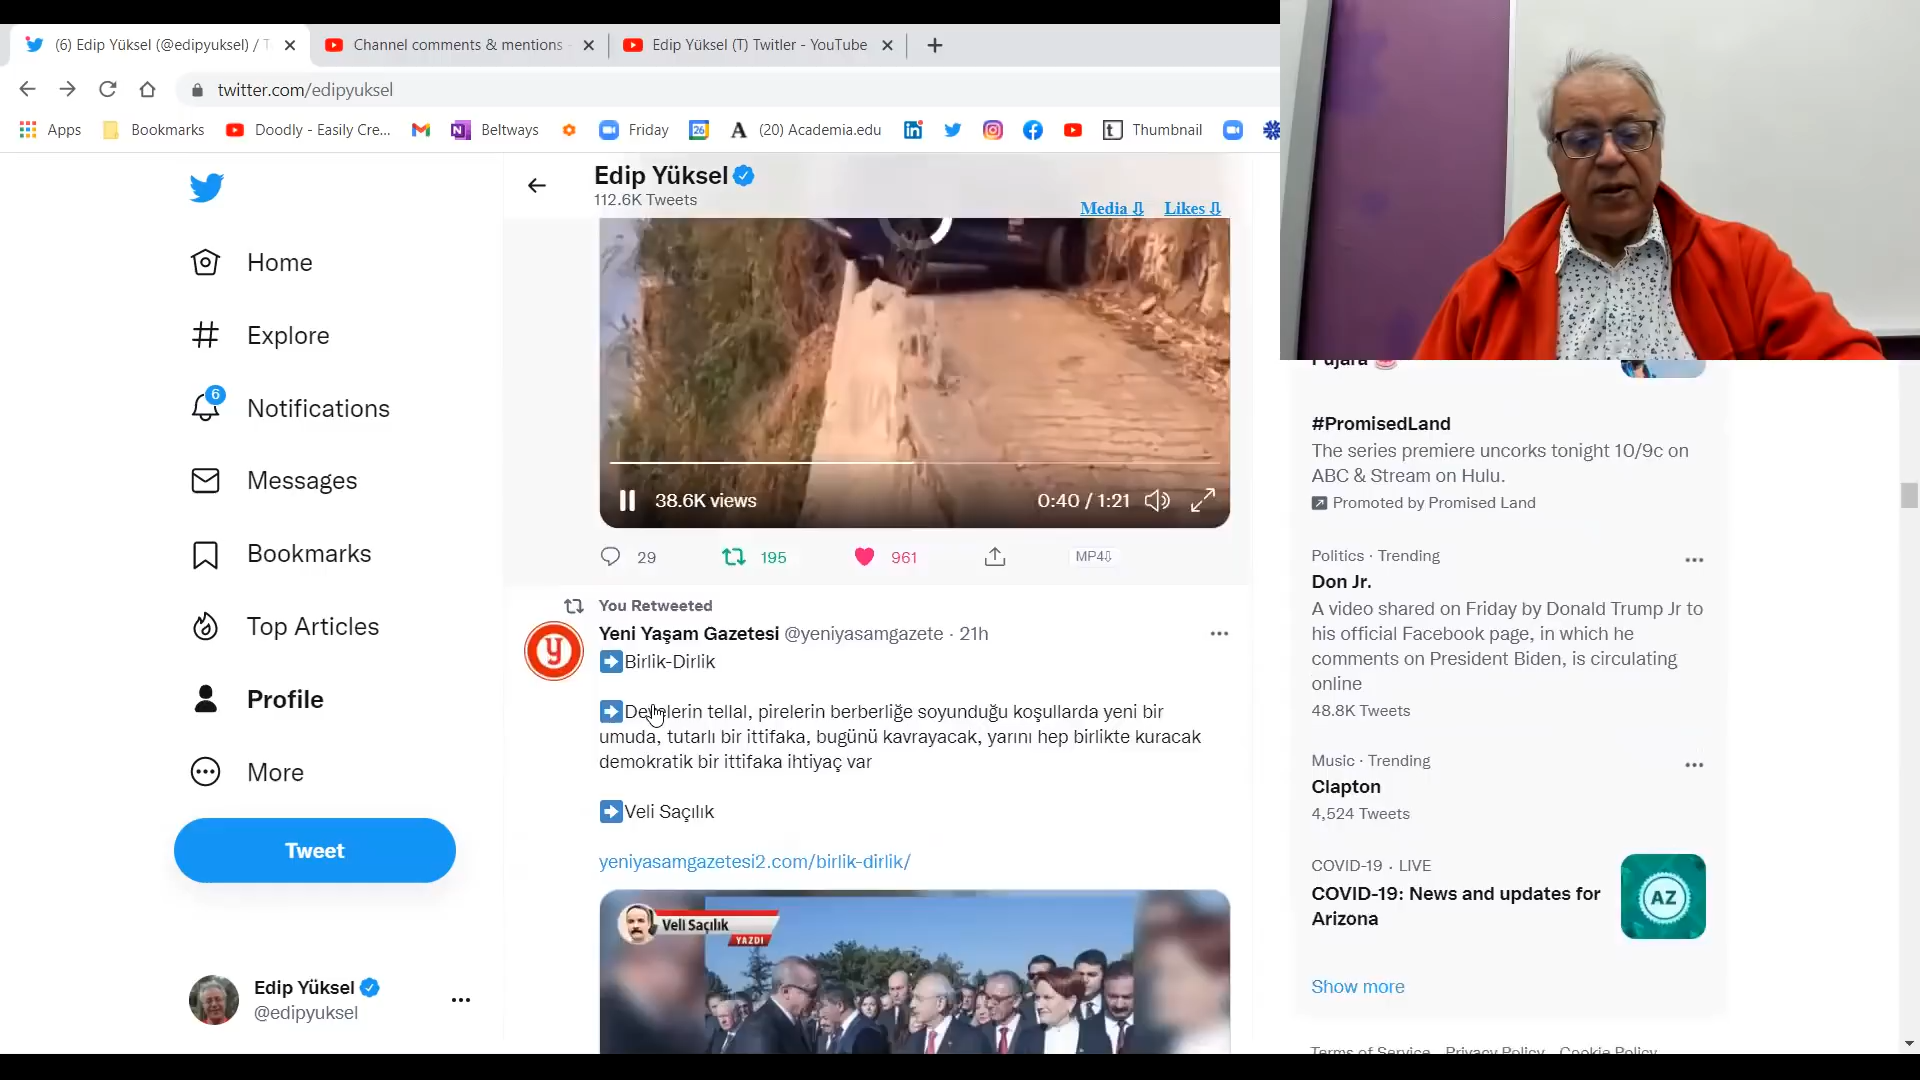 (6) Edip Yüksel (@edipyuksel) / T
Channel comments & mentions
Edip Yüksel (T) Twitler - YouTube
twitter.com/edipyuksel
Apps
Bookmarks
Doodly - Easily Cre...
Beltways
Friday
26
(20) Academia.edu
Thumbnail
Edip Yüksel
112.6K Tweets
Media ⇩
Likes ⇩
Home
Explore
6
Notifications
Messages
Bookmarks
Top Articles
Profile
More
Tweet
Edip Yüksel
@edipyuksel
38.6K views
0:40 / 1:21
29
195
961
MP4⇩
You Retweeted
Yeni Yaşam Gazetesi @yeniyasamgazete · 21h
➡Birlik-Dirlik
➡Develerin tellal, pirelerin berberliğe soyunduğu koşullarda yeni bir
umuda, tutarlı bir ittifaka, bugünü kavrayacak, yarını hep birlikte kuracak
demokratik bir ittifaka ihtiyaç var
➡Veli Saçılık
yeniyasamgazetesi2.com/birlik-dirlik/
Veli Saçılık
YAZDI
#PromisedLand
The series premiere uncorks tonight 10/9c on
ABC & Stream on Hulu.
Promoted by Promised Land
Politics · Trending
Don Jr.
A video shared on Friday by Donald Trump Jr to
his official Facebook page, in which he
comments on President Biden, is circulating
online
48.8K Tweets
Music · Trending
Clapton
4,524 Tweets
COVID-19 · LIVE
COVID-19: News and updates for
Arizona
AZ
Show more
Terms of Service Privacy Policy Cookie Policy